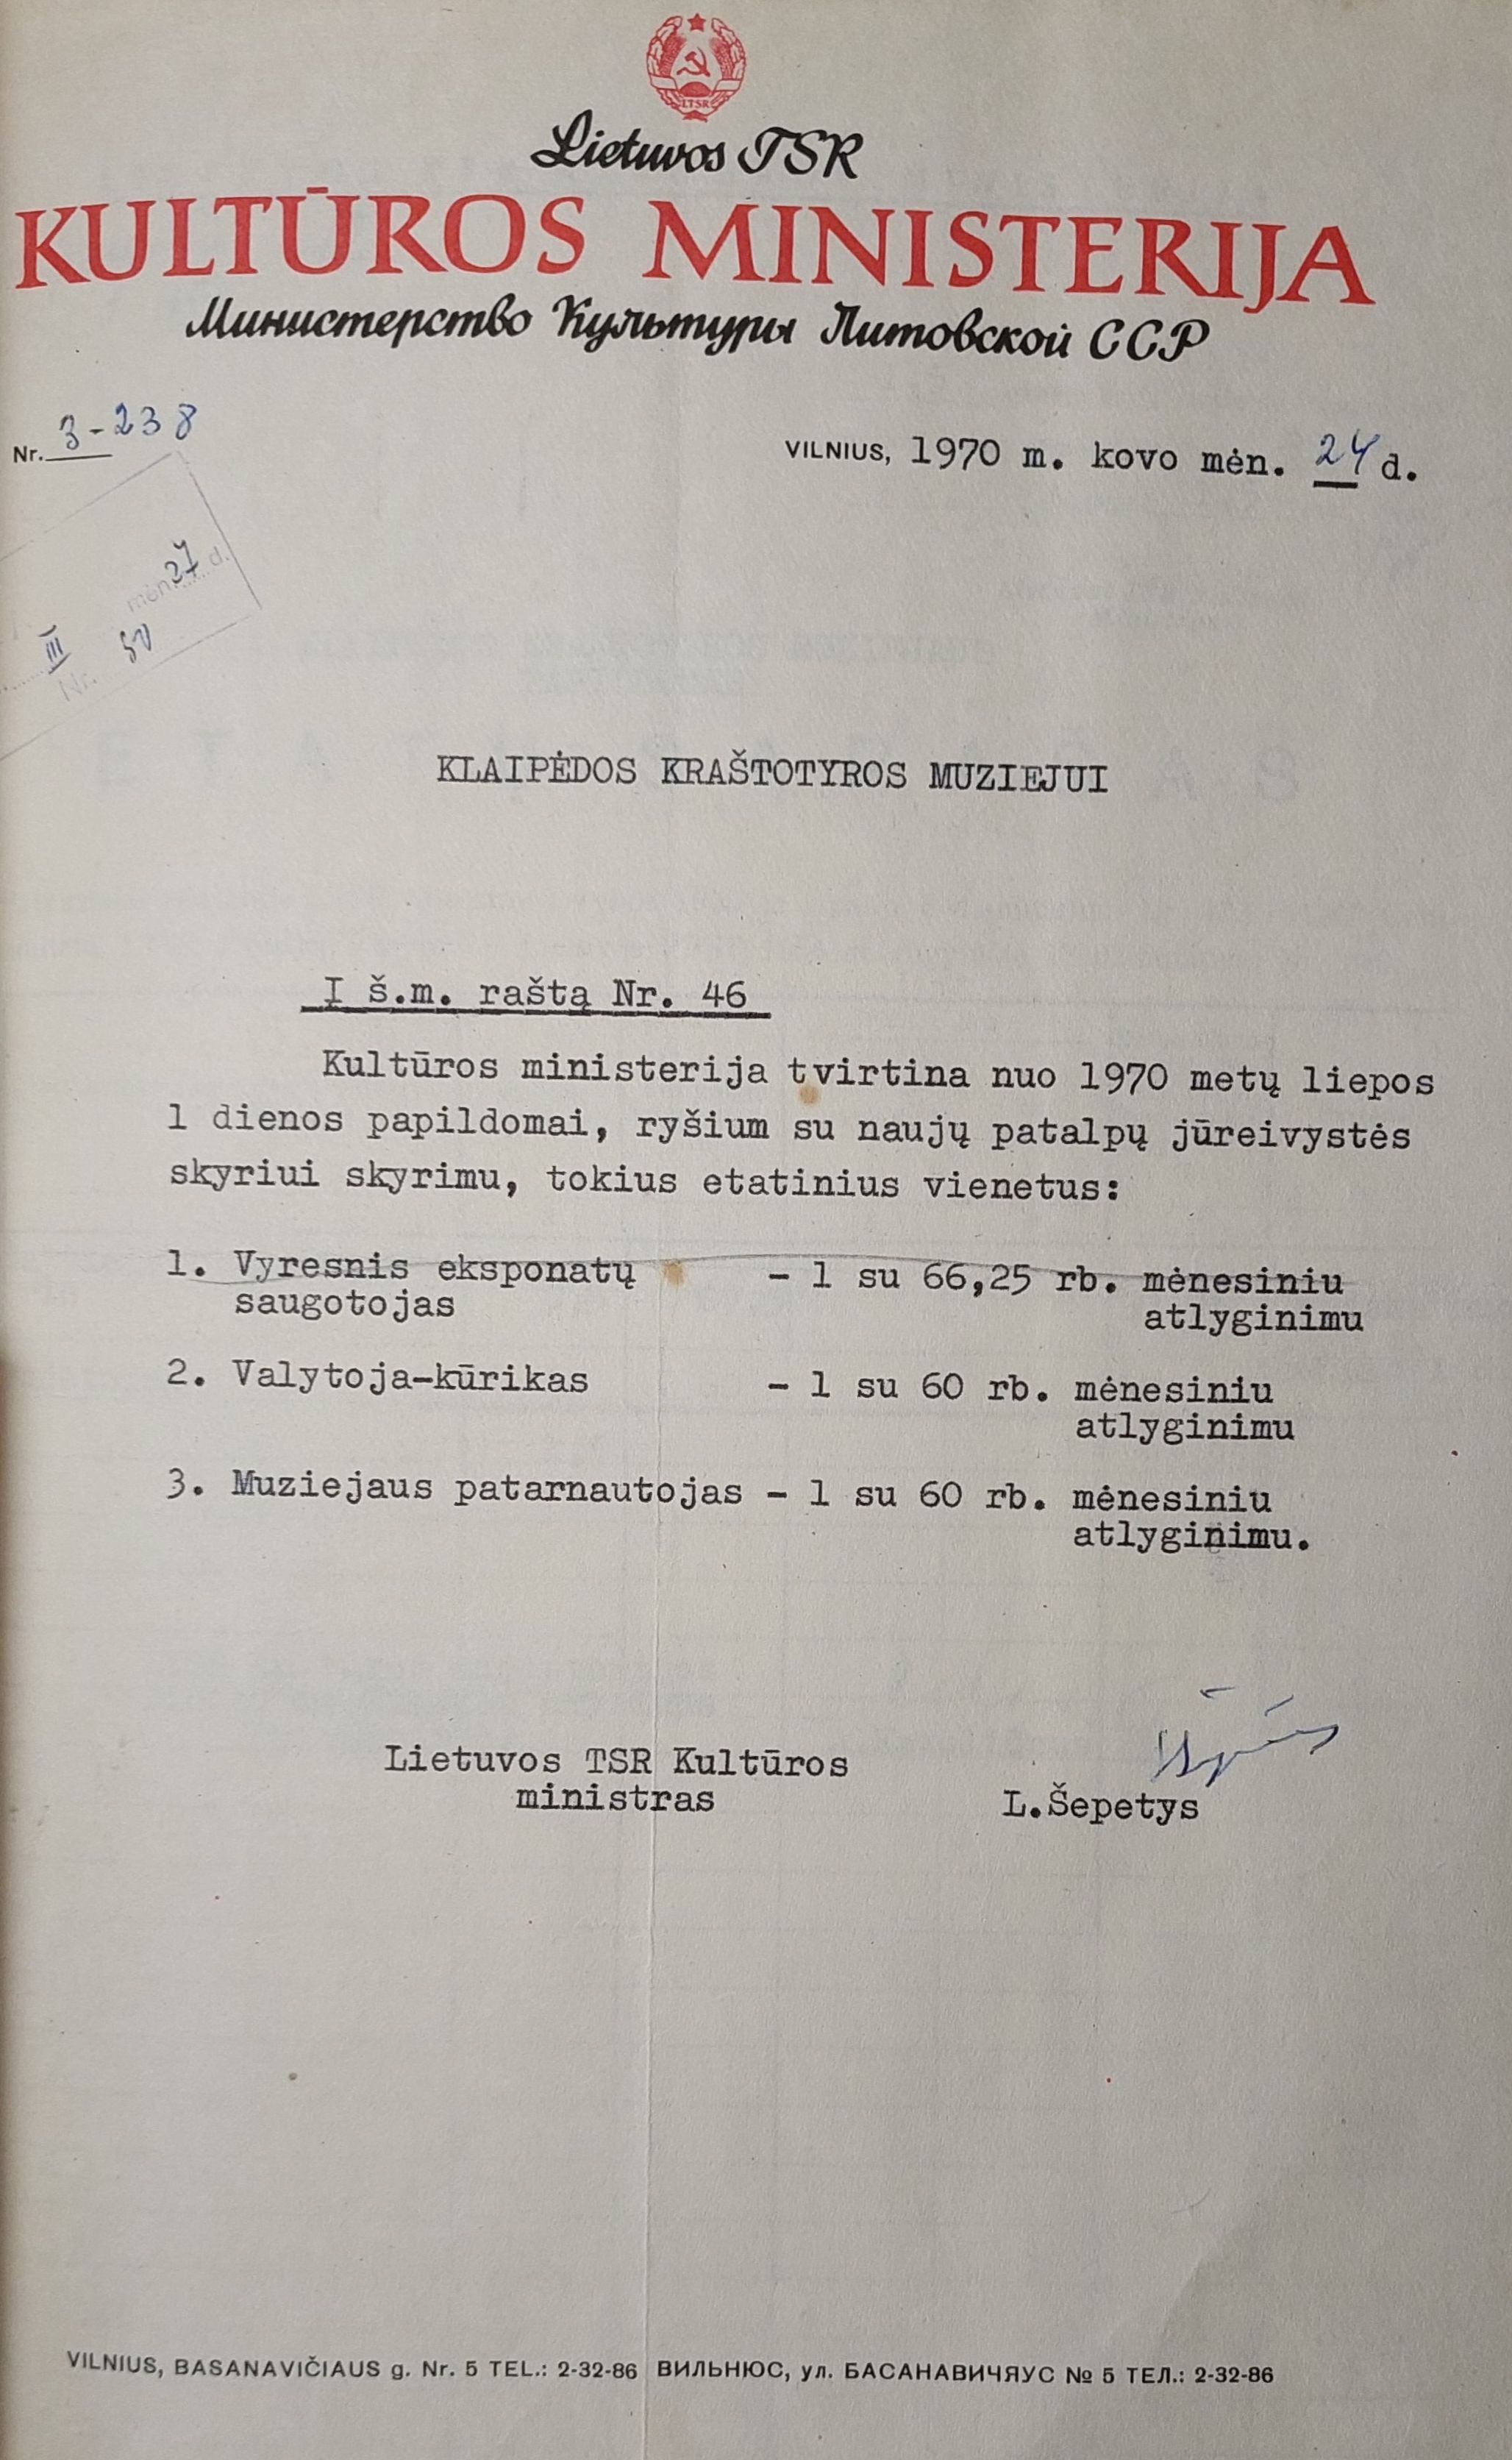 LTSR
Lietuvos TSR
KULTŪROS MINISTERIJA
Министерство Культуры Литовской ССР
Nr. 3-238
VILNIUS, 1970 m. kovo mėn. 24 d.
mėn. 27 d.
III
Nr. 50
KLAIPĖDOS KRAŠTOTYROS MUZIEJUI
Į š.m. raštą Nr. 46
Kultūros ministerija tvirtina nuo 1970 metų liepos
1 dienos papildomai, ryšium su naujų patalpų jūreivystės
skyriui skyrimu, tokius etatinius vienetus:
1. Vyresnis eksponatų - 1 su 66,25 rb. mėnesiniu
saugotojas atlyginimu
2. Valytoja-kūrikas - 1 su 60 rb. mėnesiniu
atlyginimu
3. Muziejaus patarnautojas - 1 su 60 rb. mėnesiniu
atlyginimu.
Lietuvos TSR Kultūros
ministras L.Šepetys
VILNIUS, BASANAVIČIAUS g. Nr. 5 TEL.: 2-32-86 ВИЛЬНЮС, ул. БАСАНАВИЧЯУС № 5 ТЕЛ.: 2-32-86